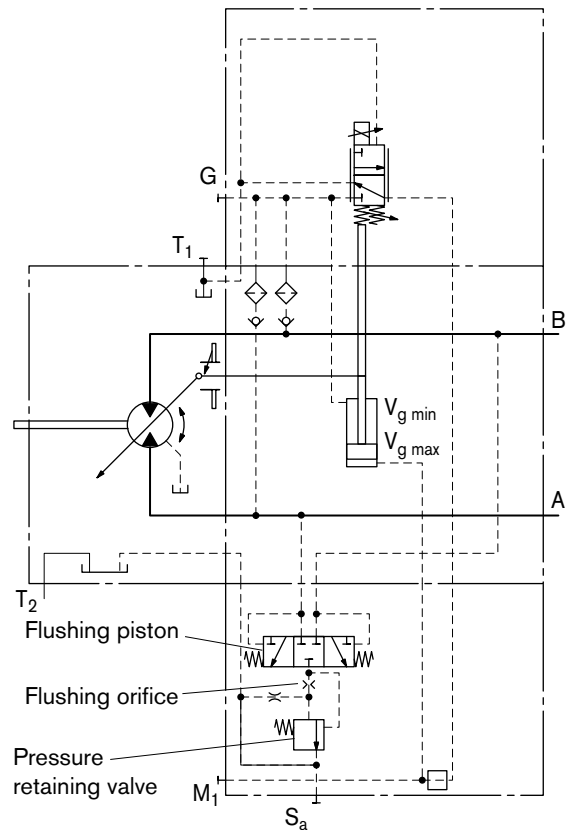 G
T1
B
Vg min
Vg max
A
T2
Flushing piston
Flushing orifice
Pressure
retaining valve
M1
Sa